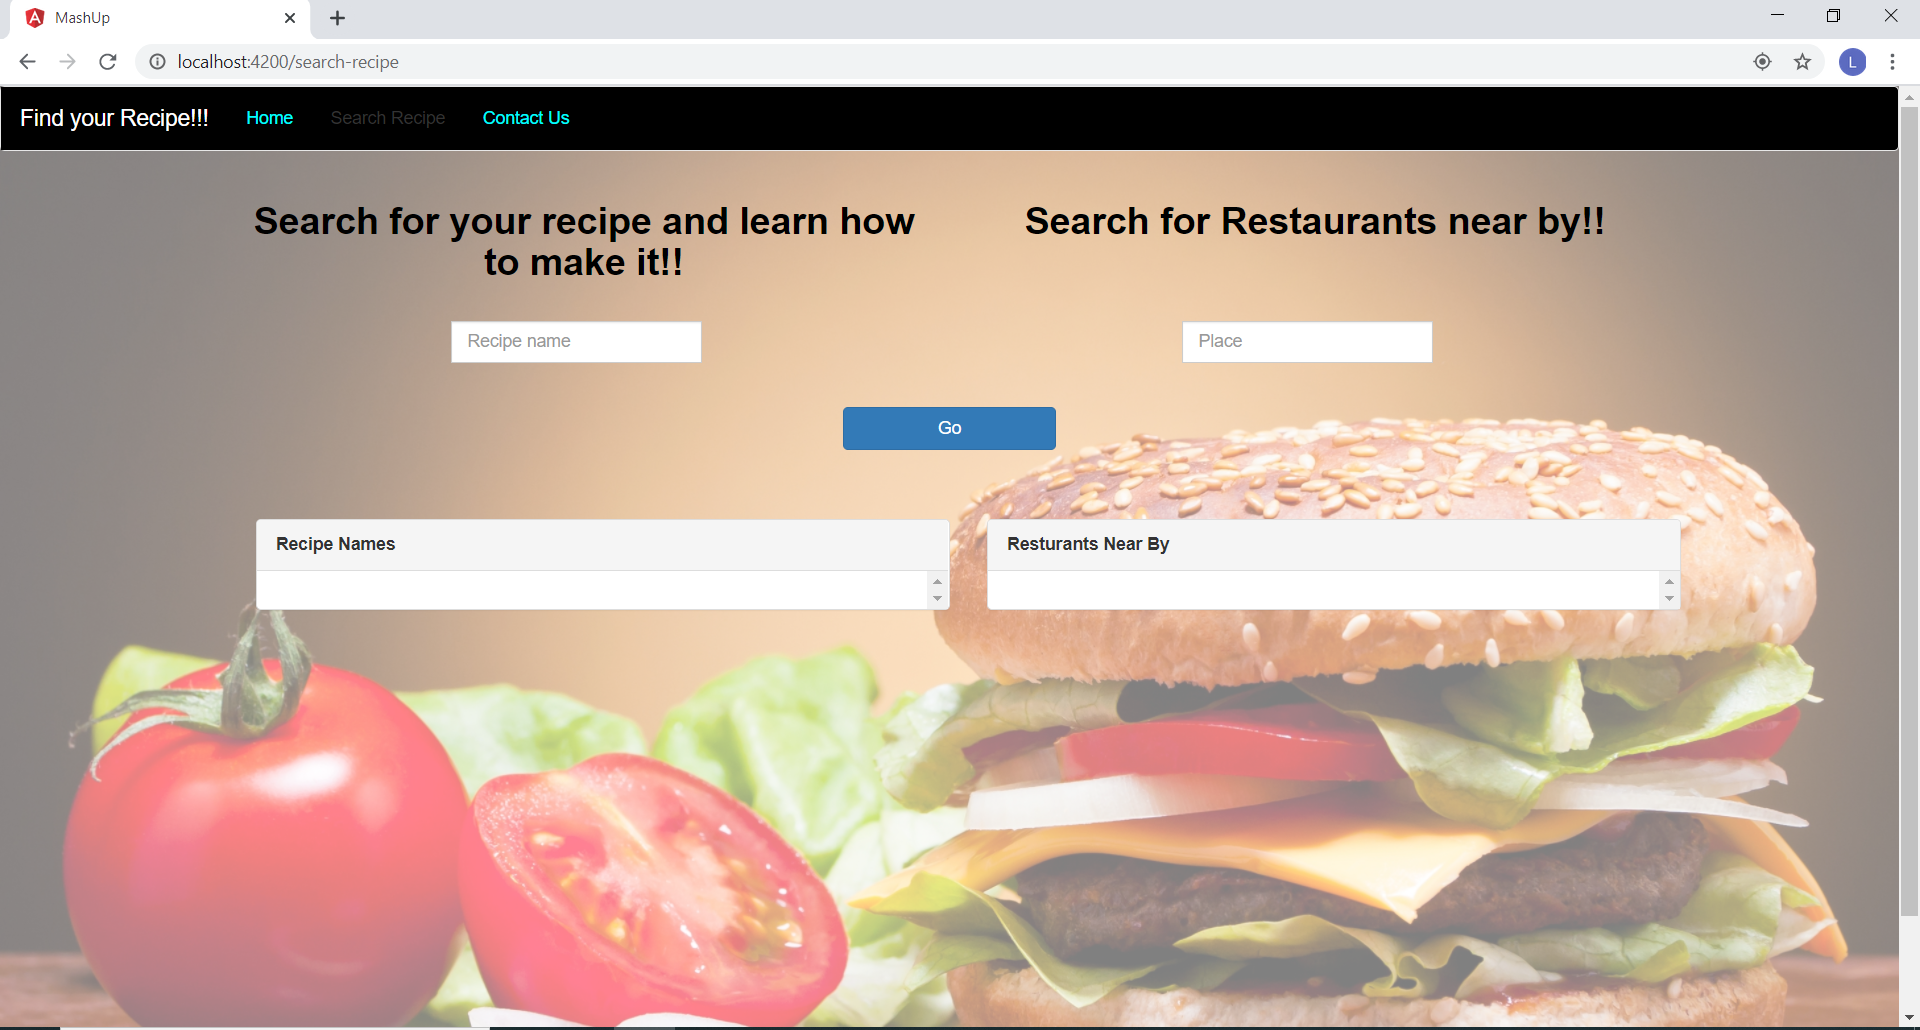 MashUp
localhost:4200/search-recipe
L
Find your Recipe!!! Home Search Recipe Contact Us
Search for your recipe and learn how
to make it!!
Search for Restaurants near by!!
Recipe name
Place
Go
Recipe Names
Resturants Near By